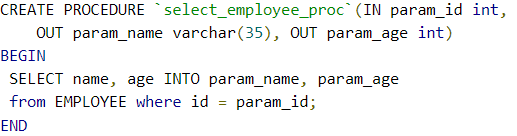 CREATE PROCEDURE `select_employee_proc`(IN param_id int,
OUT param_name varchar(35), OUT param_age int)
BEGIN
SELECT name, age INTO param_name, param_age
from EMPLOYEE where id = param_id;
END